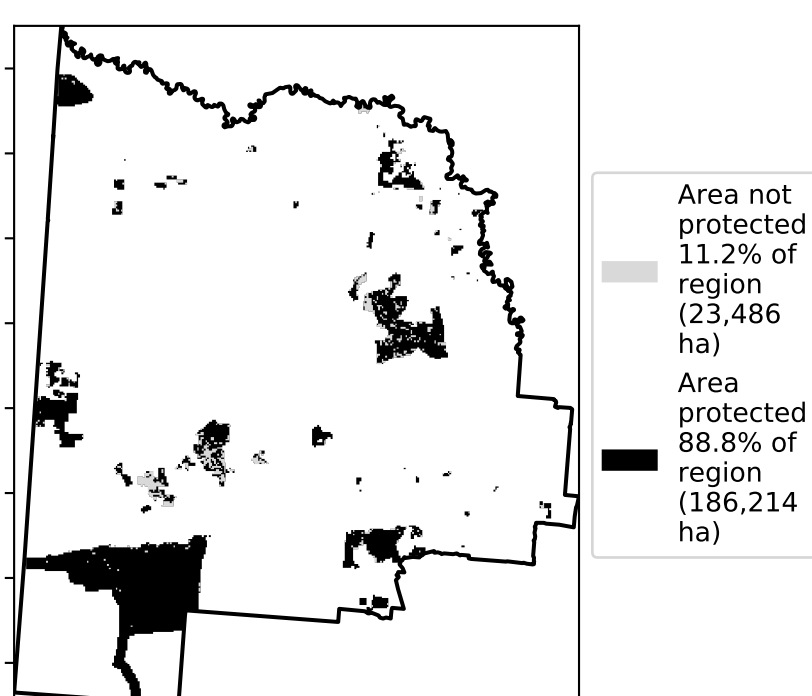 Area not
protected
11.2% of
region
(23,486
ha)
Area
protected
88.8% of
region
(186,214
ha)